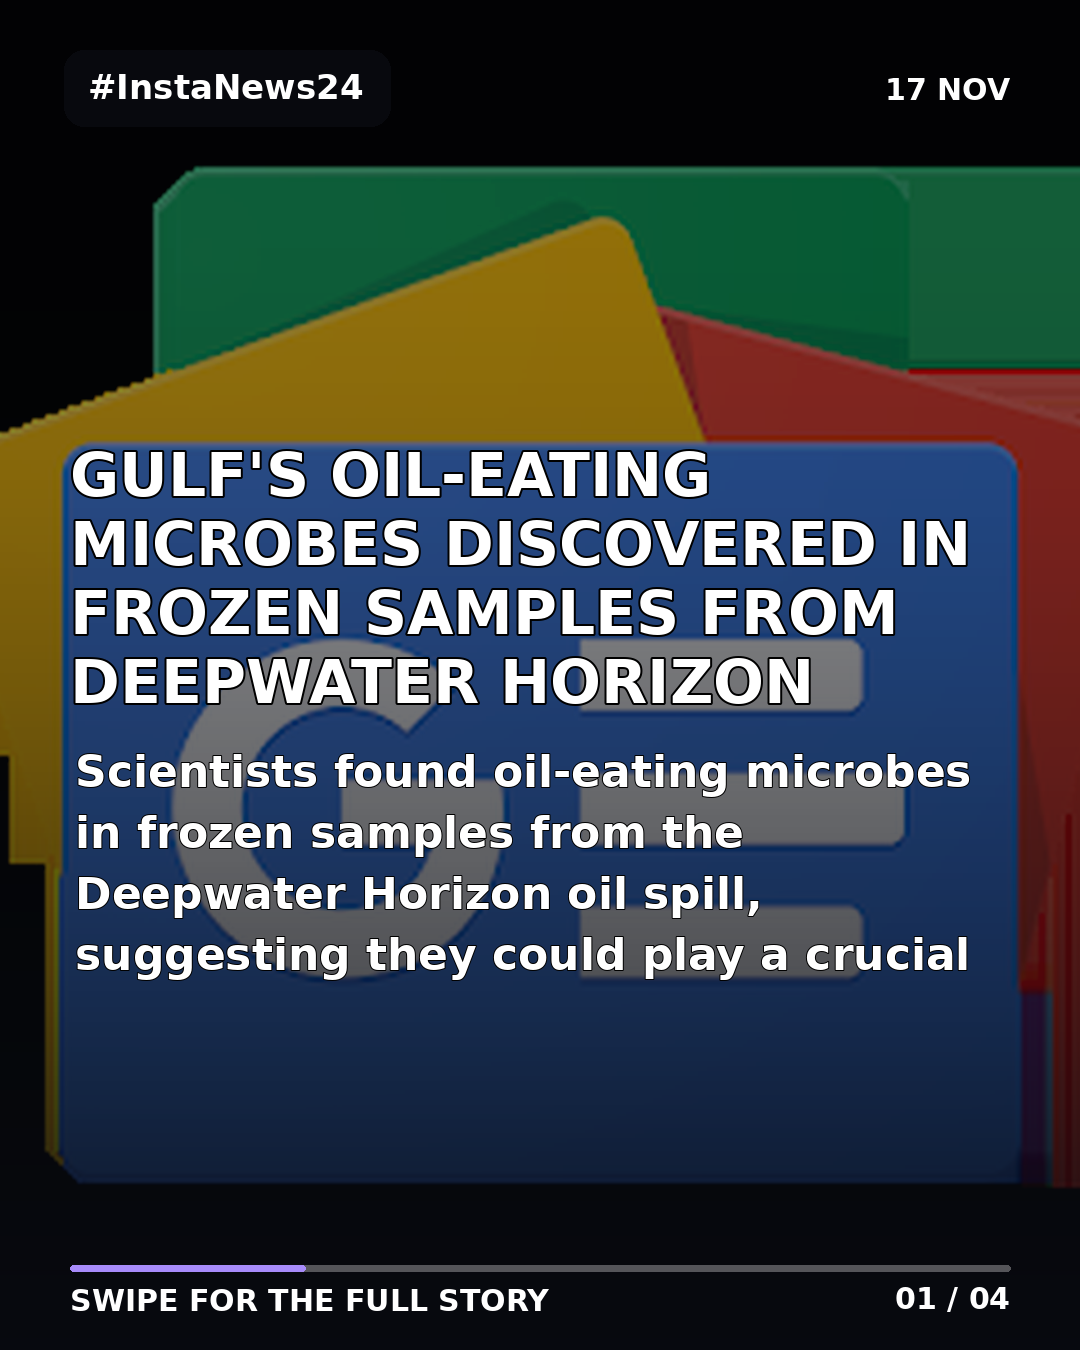 #InstaNews24
17 NOV
GULF'S OIL-EATING
MICROBES DISCOVERED IN
FROZEN SAMPLES FROM
DEEPWATER HORIZON
Scientists found oil-eating microbes
in frozen samples from the
Deepwater Horizon oil spill,
suggesting they could play a crucial
SWIPE FOR THE FULL STORY
01 / 04